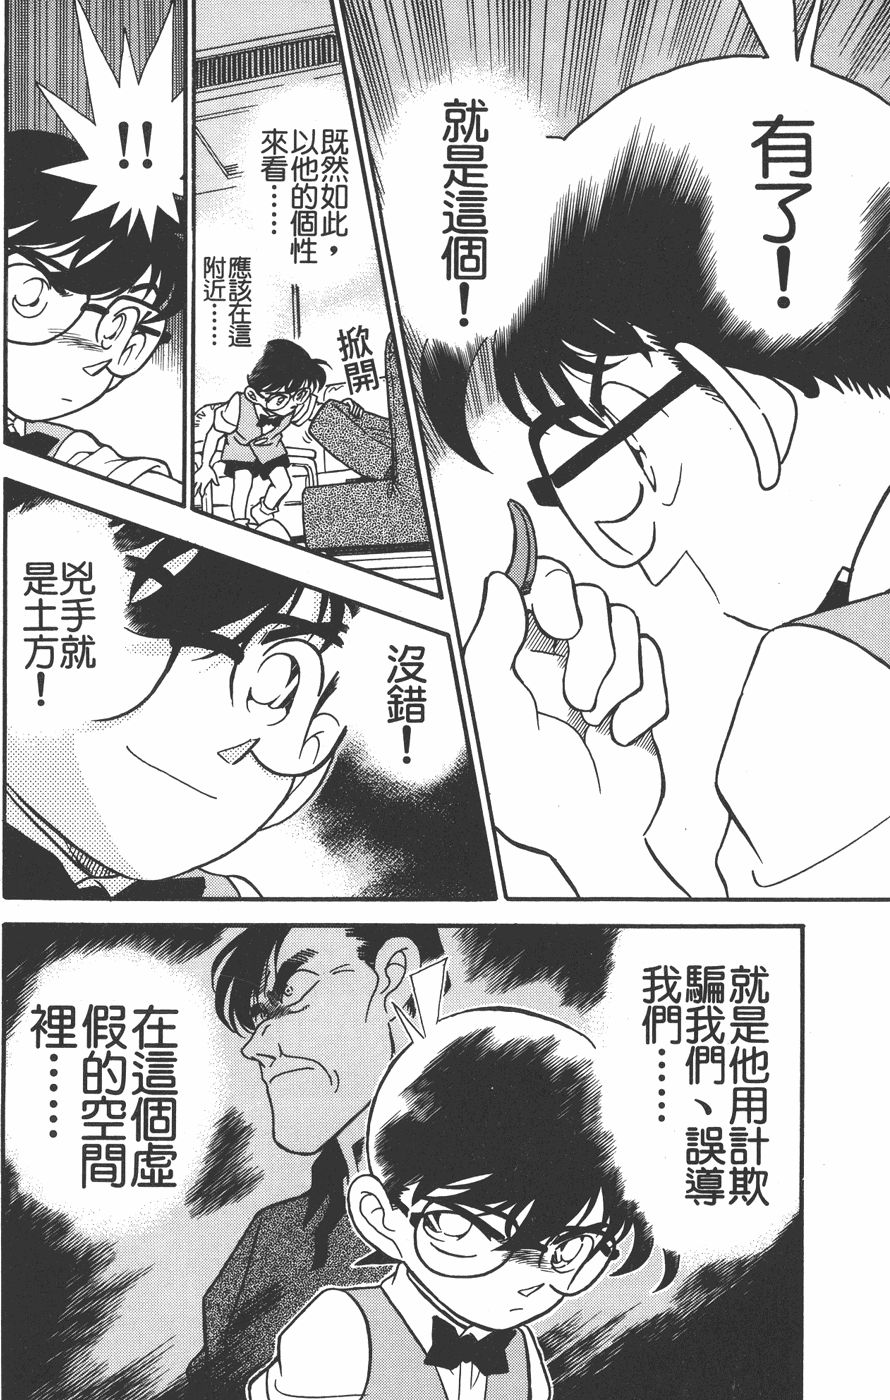 有了！
就是這個！
既然如此，
以他的個性
來看……
應該在這
附近……
掀開
！！
沒錯！
兇手就
是土方！
就是他用計欺
騙我們、誤導
我們……
在這個虛
假的空間
裡……